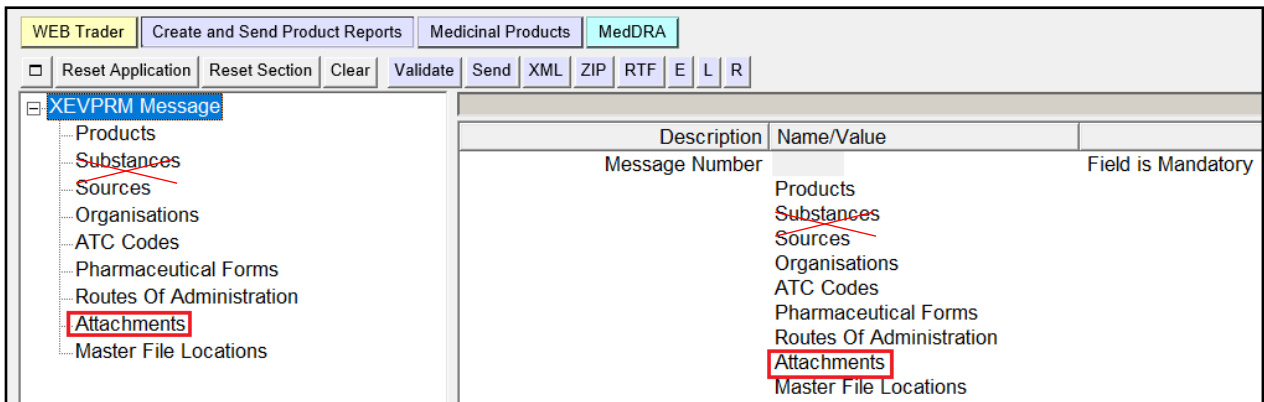 WEB Trader Create and Send Product Reports Medicinal Products MedDRA
Reset Application Reset Section Clear Validate Send XML ZIP RTF E L R
XEVPRM Message
Products
Substances
Sources
Organisations
ATC Codes
Pharmaceutical Forms
Routes Of Administration
Attachments
Master File Locations
Description Name/Value
Message Number Field is Mandatory
Products
Substances
Sources
Organisations
ATC Codes
Pharmaceutical Forms
Routes Of Administration
Attachments
Master File Locations